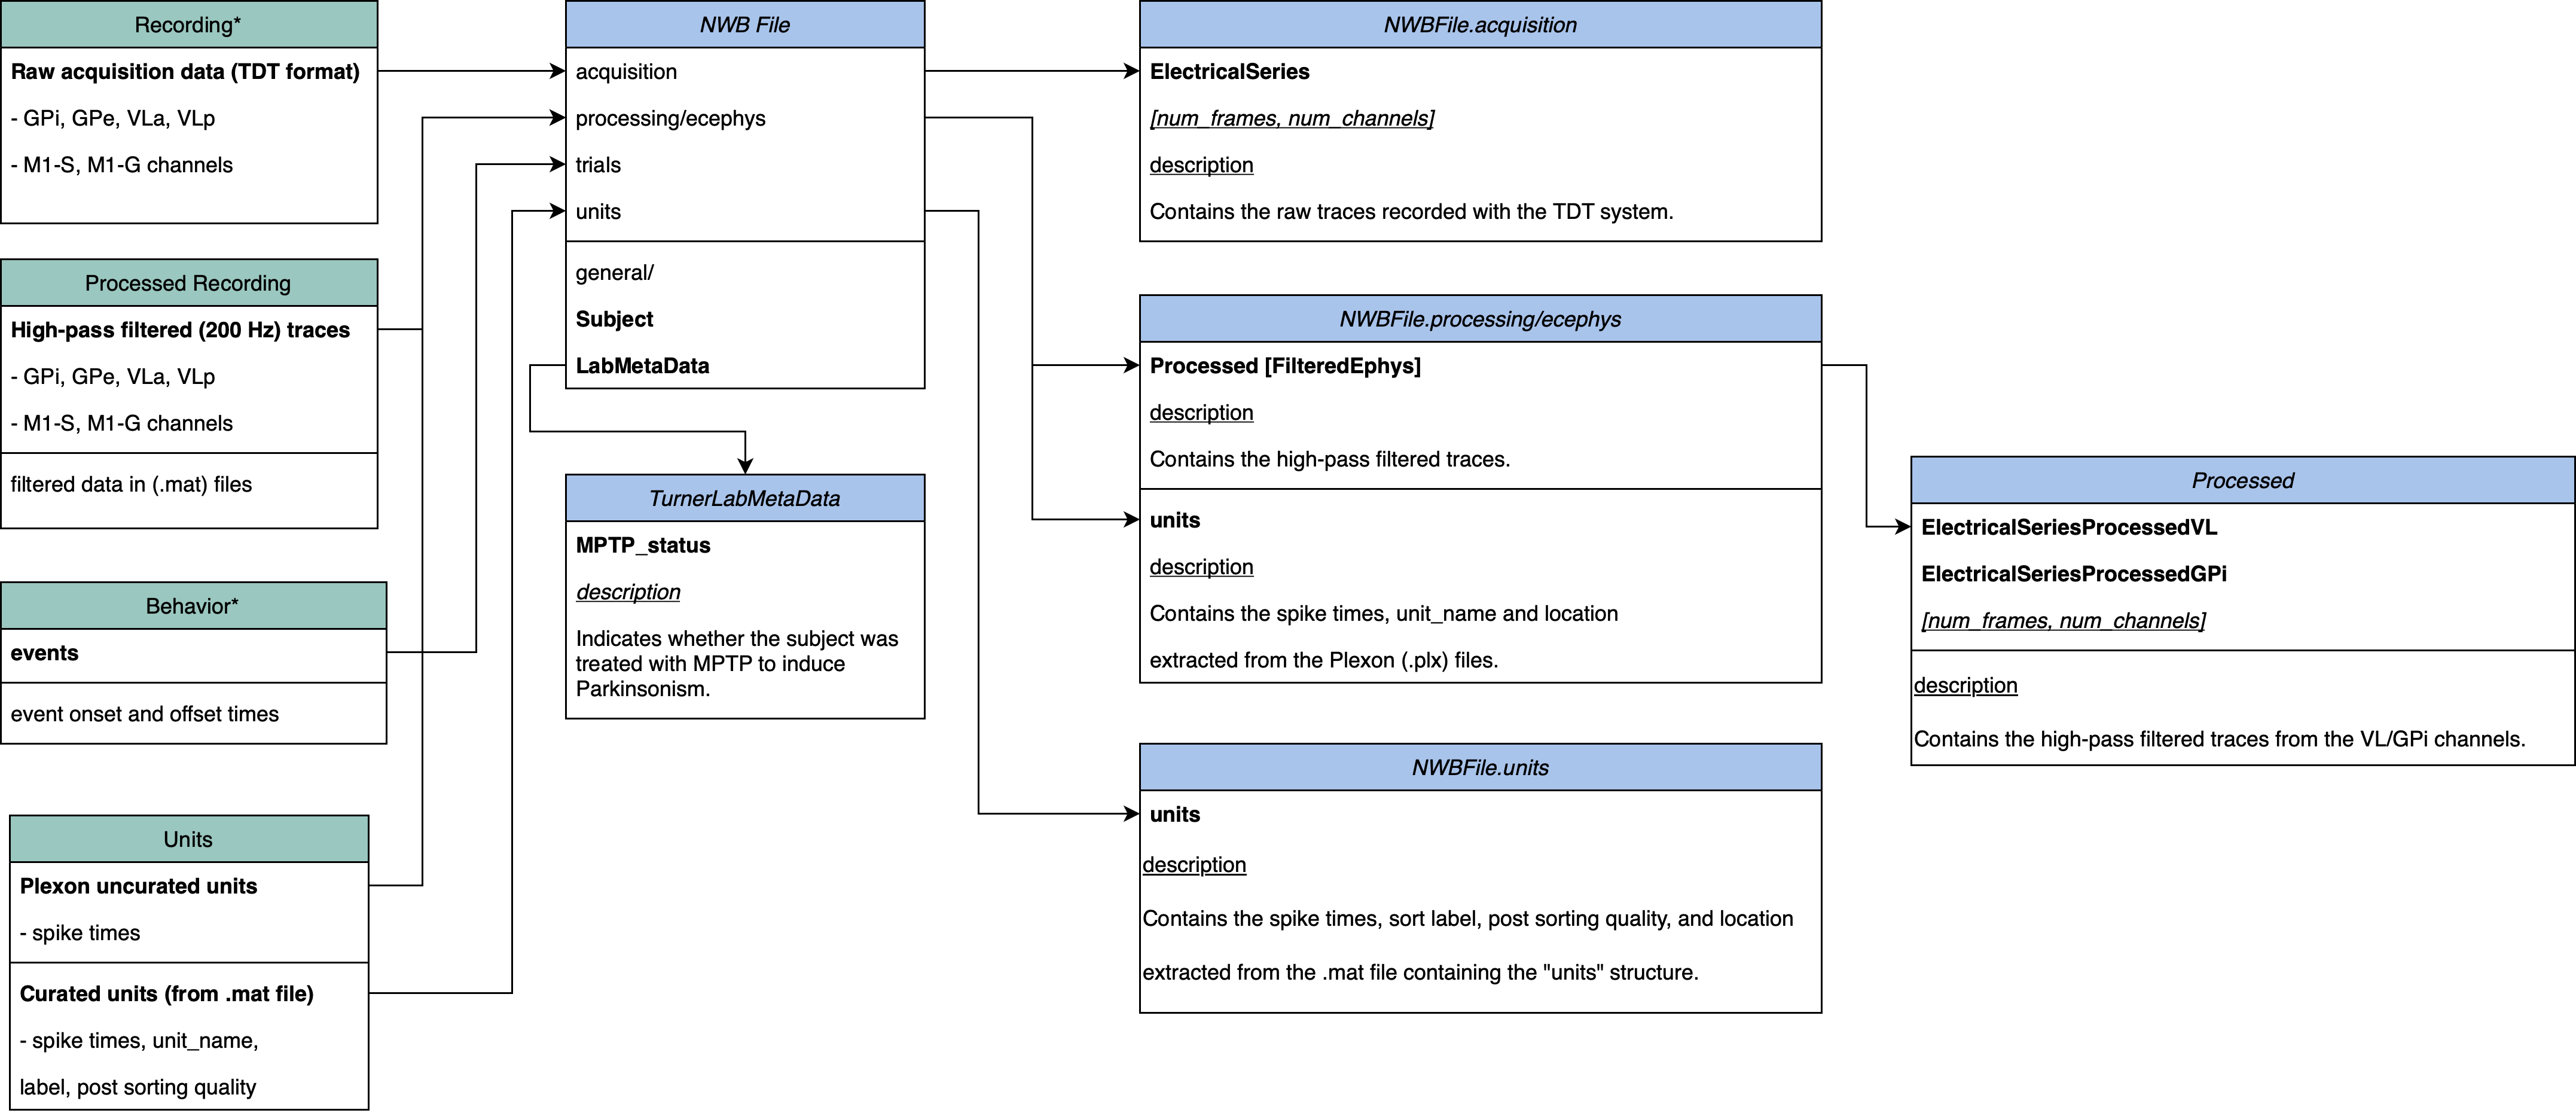 Recording*
Raw acquisition data (TDT format)
- GPi, GPe, VLa, VLp
- M1-S, M1-G channels
Processed Recording
High-pass filtered (200 Hz) traces
- GPi, GPe, VLa, VLp
- M1-S, M1-G channels
filtered data in (.mat) files
Behavior*
events
event onset and offset times
Units
Plexon uncurated units
- spike times
Curated units (from .mat file)
- spike times, unit_name,
label, post sorting quality
NWB File
acquisition
processing/ecephys
trials
units
general/
Subject
LabMetaData
TurnerLabMetaData
MPTP_status
description
Indicates whether the subject was
treated with MPTP to induce
Parkinsonism.
NWBFile.acquisition
ElectricalSeries
[num_frames, num_channels]
description
Contains the raw traces recorded with the TDT system.
NWBFile.processing/ecephys
Processed [FilteredEphys]
description
Contains the high-pass filtered traces.
units
description
Contains the spike times, unit_name and location
extracted from the Plexon (.plx) files.
NWBFile.units
units
description
Contains the spike times, sort label, post sorting quality, and location
extracted from the .mat file containing the "units" structure.
Processed
ElectricalSeriesProcessedVL
ElectricalSeriesProcessedGPi
[num_frames, num_channels]
description
Contains the high-pass filtered traces from the VL/GPi channels.